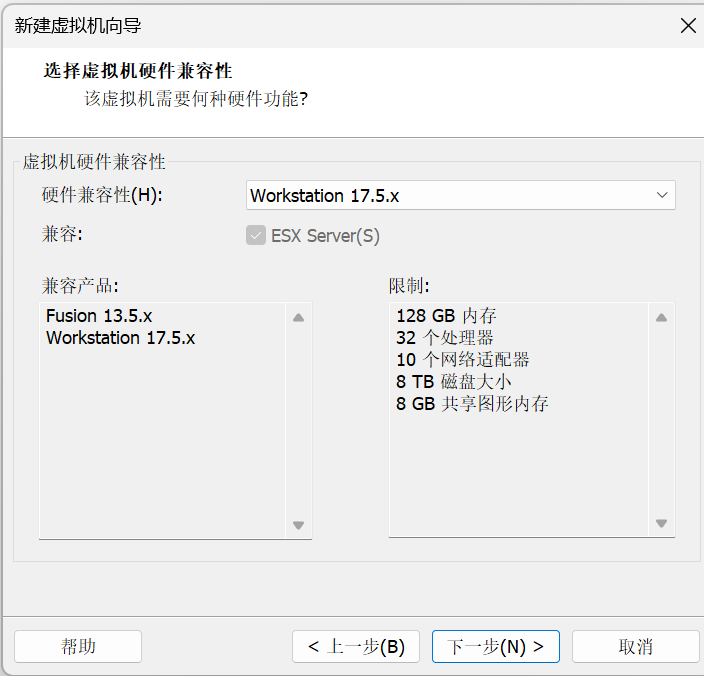 新建虚拟机向导
选择虚拟机硬件兼容性
该虚拟机需要何种硬件功能?
虚拟机硬件兼容性
硬件兼容性(H):
Workstation 17.5.x
兼容:
ESX Server(S)
兼容产品:
Fusion 13.5.x
Workstation 17.5.x
限制:
128 GB 内存
32 个处理器
10 个网络适配器
8 TB 磁盘大小
8 GB 共享图形内存
帮助
< 上一步(B)
下一步(N) >
取消